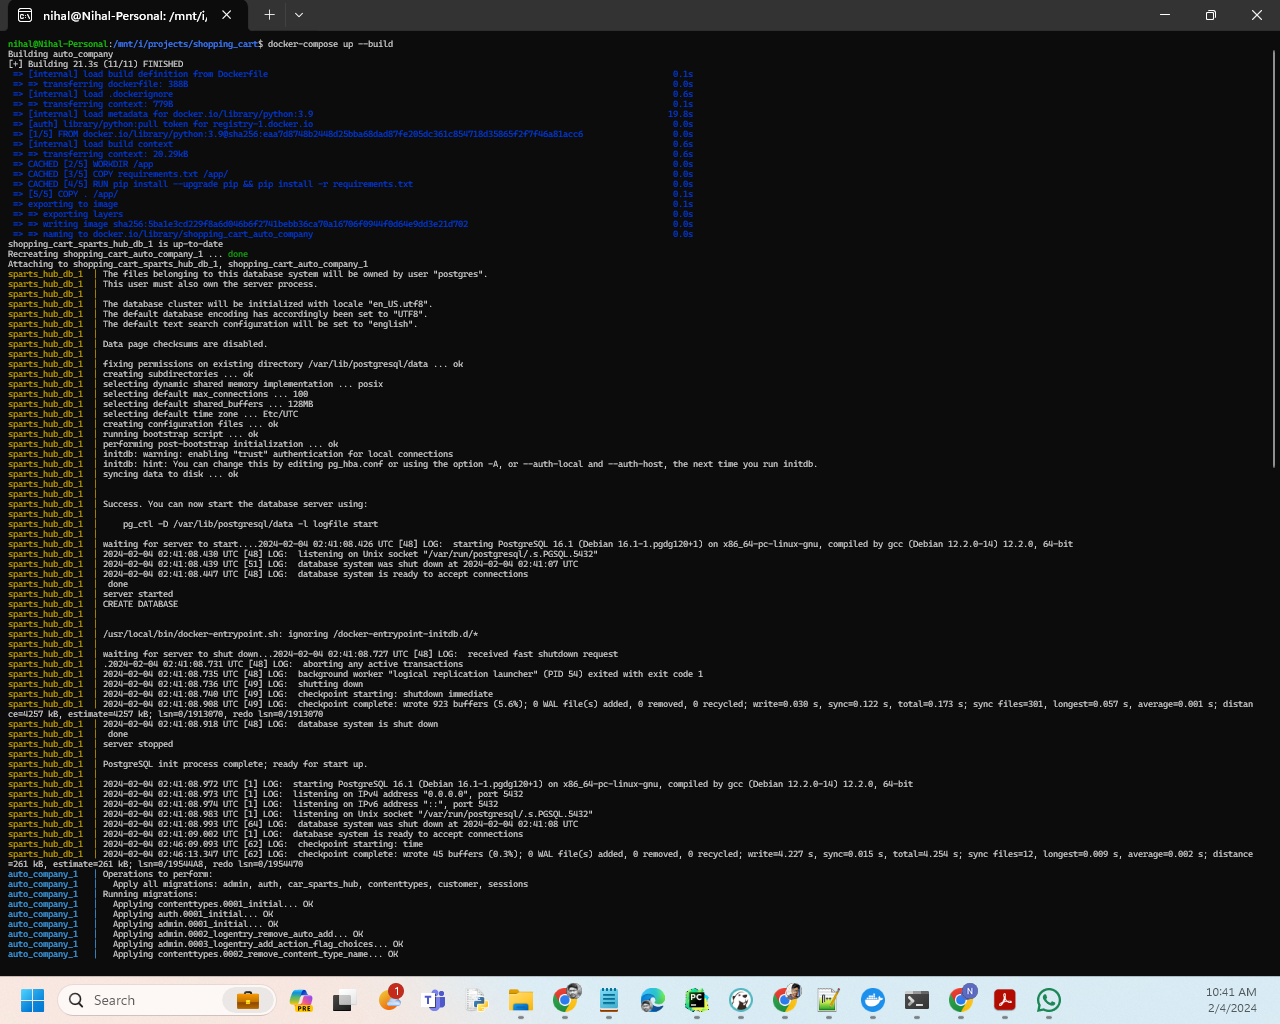 nihal@Nihal-Personal: /mnt/i,
nihal@Nihal-Personal:/mnt/i/projects/shopping_cart$ docker-compose up --build
Building auto_company
[+] Building 21.3s (11/11) FINISHED
=> [internal] load build definition from Dockerfile 0.1s
=> => transferring dockerfile: 388B 0.0s
=> [internal] load .dockerignore 0.6s
=> => transferring context: 779B 0.1s
=> [internal] load metadata for docker.io/library/python:3.9 19.8s
=> [auth] library/python:pull token for registry-1.docker.io 0.0s
=> [1/5] FROM 0.0s
=> [internal] load build context 0.6s
=> => transferring context: 20.29kB 0.6s
=> CACHED [2/5] WORKDIR /app 0.0s
=> CACHED [3/5] COPY requirements.txt /app/ 0.0s
=> CACHED [4/5] RUN pip install --upgrade pip && pip install -r requirements.txt 0.0s
=> [5/5] COPY . /app/ 0.1s
=> exporting to image 0.1s
=> => exporting layers 0.0s
=> => writing image 0.0s
=> => naming to docker.io/library/shopping_cart_auto_company 0.0s
shopping_cart_sparts_hub_db_1 is up-to-date
Recreating shopping_cart_auto_company_1 ... done
Attaching to shopping_cart_sparts_hub_db_1, shopping_cart_auto_company_1
sparts_hub_db_1 | The files belonging to this database system will be owned by user "postgres".
sparts_hub_db_1 | This user must also own the server process.
sparts_hub_db_1 |
sparts_hub_db_1 | The database cluster will be initialized with locale "en_US.utf8".
sparts_hub_db_1 | The default database encoding has accordingly been set to "UTF8".
sparts_hub_db_1 | The default text search configuration will be set to "english".
sparts_hub_db_1 |
sparts_hub_db_1 | Data page checksums are disabled.
sparts_hub_db_1 |
sparts_hub_db_1 | fixing permissions on existing directory /var/lib/postgresql/data ... ok
sparts_hub_db_1 | creating subdirectories ... ok
sparts_hub_db_1 | selecting dynamic shared memory implementation ... posix
sparts_hub_db_1 | selecting default max_connections ... 100
sparts_hub_db_1 | selecting default shared_buffers ... 128MB
sparts_hub_db_1 | selecting default time zone ... Etc/UTC
sparts_hub_db_1 | creating configuration files ... ok
sparts_hub_db_1 | running bootstrap script ... ok
sparts_hub_db_1 | performing post-bootstrap initialization ... ok
sparts_hub_db_1 | initdb: warning: enabling "trust" authentication for local connections
sparts_hub_db_1 | initdb: hint: You can change this by editing pg_hba.conf or using the option -A, or --auth-local and --auth-host, the next time you run initdb.
sparts_hub_db_1 | syncing data to disk ... ok
sparts_hub_db_1 |
sparts_hub_db_1 |
sparts_hub_db_1 | Success. You can now start the database server using:
sparts_hub_db_1 |
sparts_hub_db_1 | pg_ctl -D /var/lib/postgresql/data -l logfile start
sparts_hub_db_1 |
sparts_hub_db_1 | waiting for server to start....2024-02-04 02:41:08.426 UTC [48] LOG: starting PostgreSQL 16.1 (Debian 16.1-1.pgdg120+1) on x86_64-pc-linux-gnu, compiled by gcc (Debian 12.2.0-14) 12.2.0, 64-bit
sparts_hub_db_1 | 2024-02-04 02:41:08.430 UTC [48] LOG: listening on Unix socket "/var/run/postgresql/.s.PGSQL.5432"
sparts_hub_db_1 | 2024-02-04 02:41:08.439 UTC [51] LOG: database system was shut down at 2024-02-04 02:41:07 UTC
sparts_hub_db_1 | 2024-02-04 02:41:08.447 UTC [48] LOG: database system is ready to accept connections
sparts_hub_db_1 | done
sparts_hub_db_1 | server started
sparts_hub_db_1 | CREATE DATABASE
sparts_hub_db_1 |
sparts_hub_db_1 |
sparts_hub_db_1 | /usr/local/bin/docker-entrypoint.sh: ignoring /docker-entrypoint-initdb.d/*
sparts_hub_db_1 |
sparts_hub_db_1 | waiting for server to shut down...2024-02-04 02:41:08.727 UTC [48] LOG: received fast shutdown request
sparts_hub_db_1 | .2024-02-04 02:41:08.731 UTC [48] LOG: aborting any active transactions
sparts_hub_db_1 | 2024-02-04 02:41:08.735 UTC [48] LOG: background worker "logical replication launcher" (PID 54) exited with exit code 1
sparts_hub_db_1 | 2024-02-04 02:41:08.736 UTC [49] LOG: shutting down
sparts_hub_db_1 | 2024-02-04 02:41:08.740 UTC [49] LOG: checkpoint starting: shutdown immediate
sparts_hub_db_1 | 2024-02-04 02:41:08.908 UTC [49] LOG: checkpoint complete: wrote 923 buffers (5.6%); 0 WAL file(s) added, 0 removed, 0 recycled; write=0.030 s, sync=0.122 s, total=0.173 s; sync files=301, longest=0.057 s, average=0.001 s; distan
ce=4257 kB, estimate=4257 kB; lsn=0/1913070, redo lsn=0/1913070
sparts_hub_db_1 | 2024-02-04 02:41:08.918 UTC [48] LOG: database system is shut down
sparts_hub_db_1 | done
sparts_hub_db_1 | server stopped
sparts_hub_db_1 |
sparts_hub_db_1 | PostgreSQL init process complete; ready for start up.
sparts_hub_db_1 |
sparts_hub_db_1 | 2024-02-04 02:41:08.972 UTC [1] LOG: starting PostgreSQL 16.1 (Debian 16.1-1.pgdg120+1) on x86_64-pc-linux-gnu, compiled by gcc (Debian 12.2.0-14) 12.2.0, 64-bit
sparts_hub_db_1 | 2024-02-04 02:41:08.973 UTC [1] LOG: listening on IPv4 address "0.0.0.0", port 5432
sparts_hub_db_1 | 2024-02-04 02:41:08.974 UTC [1] LOG: listening on IPv6 address "::", port 5432
sparts_hub_db_1 | 2024-02-04 02:41:08.983 UTC [1] LOG: listening on Unix socket "/var/run/postgresql/.s.PGSQL.5432"
sparts_hub_db_1 | 2024-02-04 02:41:08.993 UTC [64] LOG: database system was shut down at 2024-02-04 02:41:08 UTC
sparts_hub_db_1 | 2024-02-04 02:41:09.002 UTC [1] LOG: database system is ready to accept connections
sparts_hub_db_1 | 2024-02-04 02:46:09.093 UTC [62] LOG: checkpoint starting: time
sparts_hub_db_1 | 2024-02-04 02:46:13.347 UTC [62] LOG: checkpoint complete: wrote 45 buffers (0.3%); 0 WAL file(s) added, 0 removed, 0 recycled; write=4.227 s, sync=0.015 s, total=4.254 s; sync files=12, longest=0.009 s, average=0.002 s; distance
=261 kB, estimate=261 kB; lsn=0/19544A8, redo lsn=0/1954470
auto_company_1 | Operations to perform:
auto_company_1 | Apply all migrations: admin, auth, car_sparts_hub, contenttypes, customer, sessions
auto_company_1 | Running migrations:
auto_company_1 | Applying contenttypes.0001_initial... OK
auto_company_1 | Applying auth.0001_initial... OK
auto_company_1 | Applying admin.0001_initial... OK
auto_company_1 | Applying admin.0002_logentry_remove_auto_add... OK
auto_company_1 | Applying admin.0003_logentry_add_action_flag_choices... OK
auto_company_1 | Applying contenttypes.0002_remove_content_type_name... OK
Search
PRE
1
PC
N
10:41 AM
2/4/2024